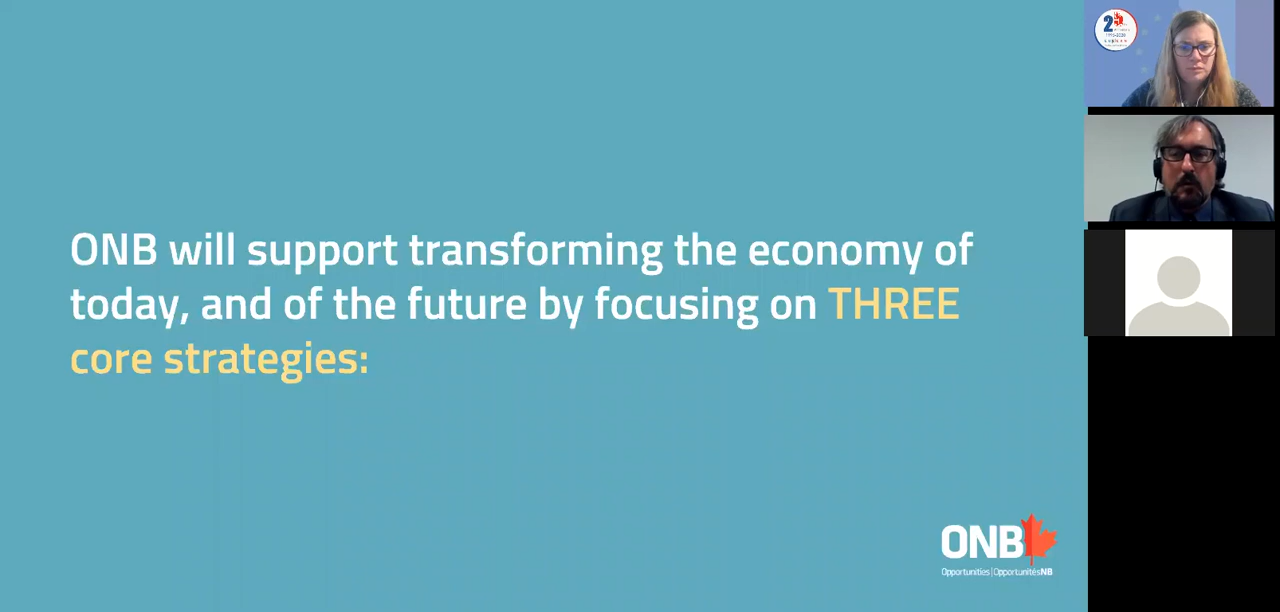 ONB will support transforming the economy of
today, and of the future by focusing on THREE
core strategies:
ONB
Opportunities | OpportunitésNB
2